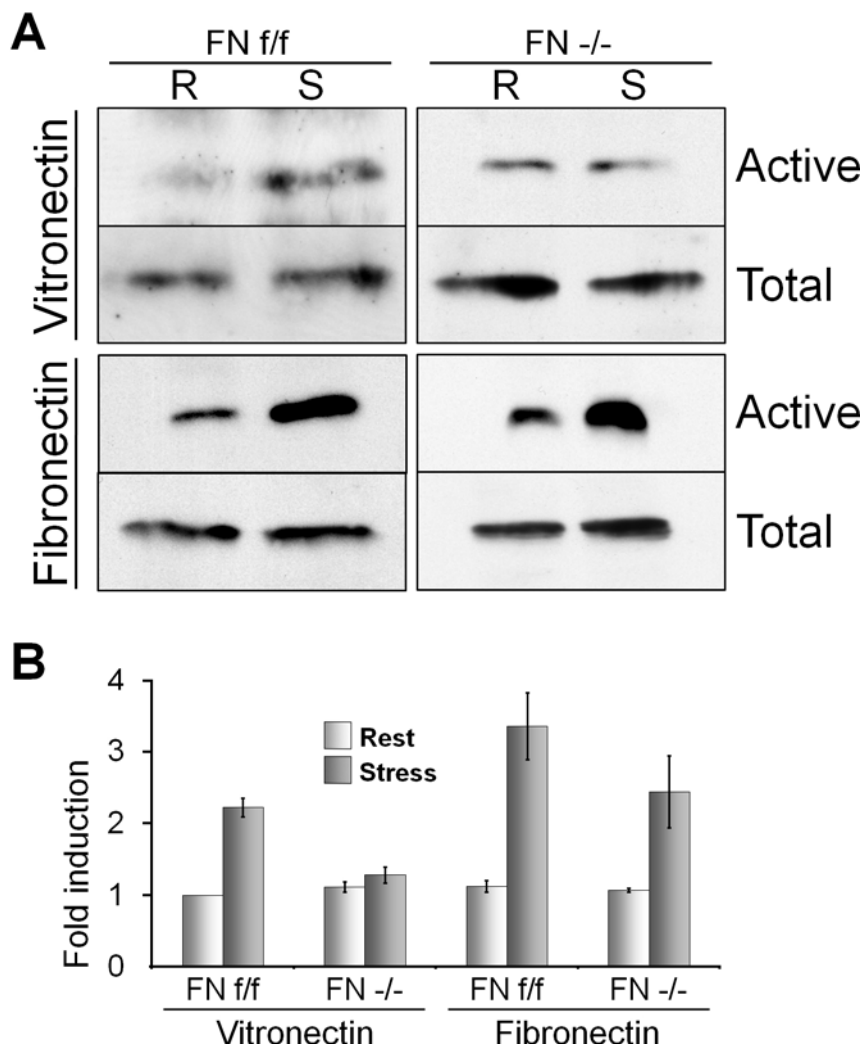 A
FN f/f FN -/-
R S R S
Vitronectin
Active
Total
Fibronectin
Active
Total
B
Fold induction
4
3
2
1
0
Rest
Stress
FN f/f FN -/- FN f/f FN -/-
Vitronectin Fibronectin